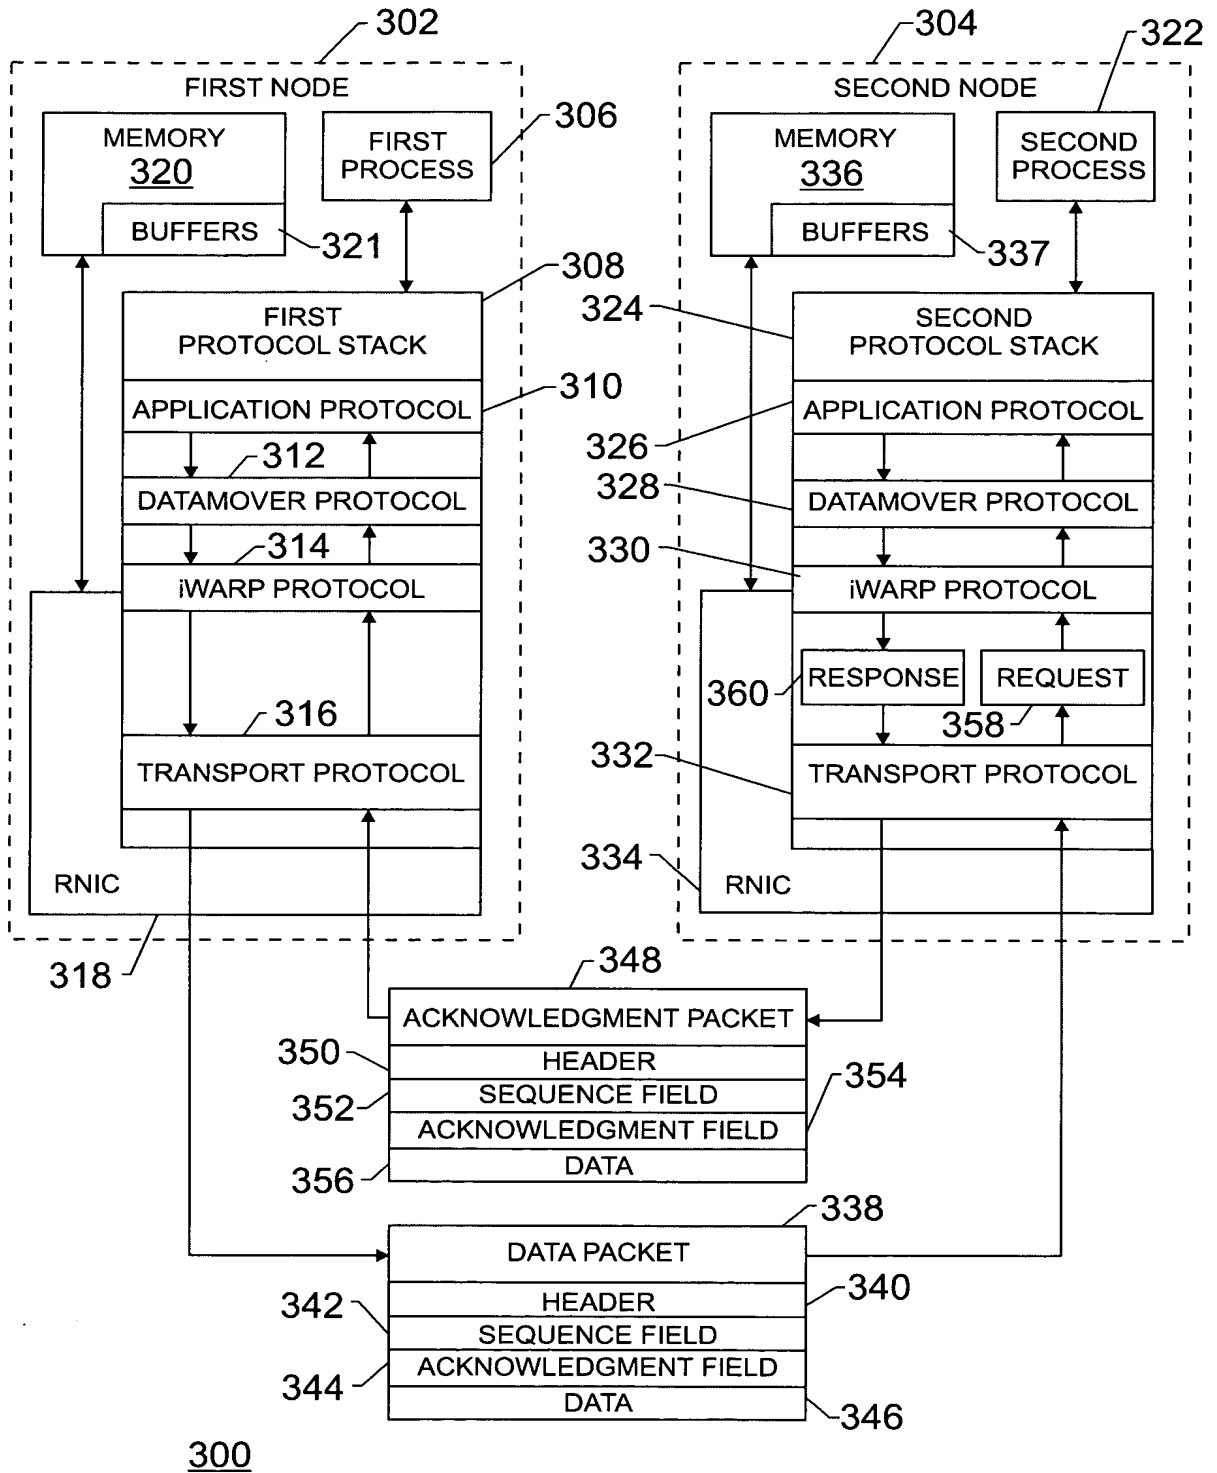 302
304
322
FIRST NODE
SECOND NODE
MEMORY
320
BUFFERS
321
FIRST
PROCESS
306
MEMORY
336
BUFFERS
337
SECOND
PROCESS
308
FIRST
PROTOCOL STACK
310
APPLICATION PROTOCOL
312
DATAMOVER PROTOCOL
314
iWARP PROTOCOL
316
TRANSPORT PROTOCOL
RNIC
318
324
SECOND
PROTOCOL STACK
326
APPLICATION PROTOCOL
328
DATAMOVER PROTOCOL
330
iWARP PROTOCOL
360
RESPONSE
REQUEST
358
332
TRANSPORT PROTOCOL
334
RNIC
348
ACKNOWLEDGMENT PACKET
350
HEADER
352
SEQUENCE FIELD
354
ACKNOWLEDGMENT FIELD
356
DATA
338
DATA PACKET
340
HEADER
342
SEQUENCE FIELD
344
ACKNOWLEDGMENT FIELD
DATA
346
300